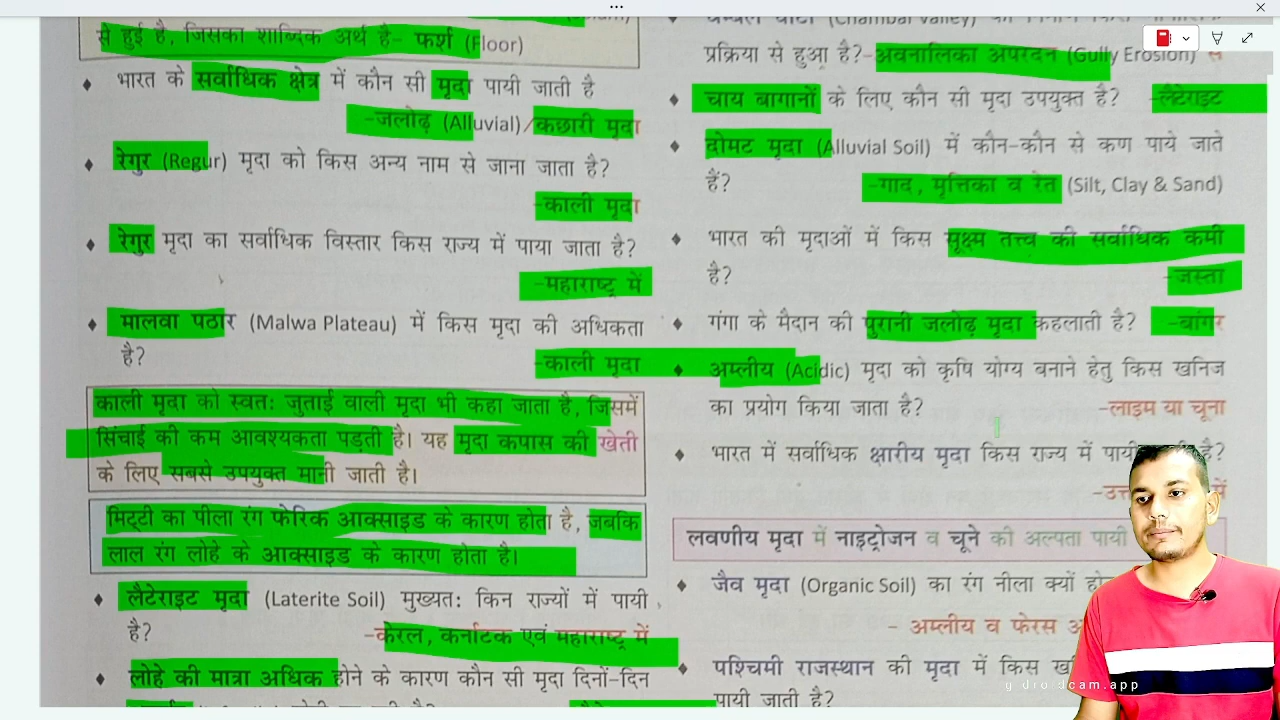 से हुई है, जिसका शाब्दिक अर्थ है- फर्श (Floor)
♦ भारत के सर्वाधिक क्षेत्र में कौन सी मृदा पायी जाती है
-जलोढ़ (Alluvial)/कछारी मृदा
♦ रेगुर (Regur) मृदा को किस अन्य नाम से जाना जाता है?
-काली मृदा
♦ रेगुर मृदा का सर्वाधिक विस्तार किस राज्य में पाया जाता है?
-महाराष्ट्र में
♦ मालवा पठार (Malwa Plateau) में किस मृदा की अधिकता
है?
-काली मृदा
काली मृदा को स्वतः जुताई वाली मृदा भी कहा जाता है, जिसमें
सिंचाई की कम आवश्यकता पड़ती है। यह मृदा कपास की खेती
के लिए सबसे उपयुक्त मानी जाती है।
मिट्टी का पीला रंग फेरिक आक्साइड के कारण होता है, जबकि
लाल रंग लोहे के आक्साइड के कारण होता है।
♦ लैटेराइट मृदा (Laterite Soil) मुख्यतः किन राज्यों में पायी
है?
-केरल, कर्नाटक एवं महाराष्ट्र में
♦ लोहे की मात्रा अधिक होने के कारण कौन सी मृदा दिनों-दिन
(Chambal Valley)
प्रक्रिया से हुआ है?-अवनालिका अपरदन (Gully Erosion) से
♦ चाय बागानों के लिए कौन सी मृदा उपयुक्त है? -लैटेराइट
♦ दोमट मृदा (Alluvial Soil) में कौन-कौन से कण पाये जाते
हैं?
-गाद, मृत्तिका व रेत (Silt, Clay & Sand)
♦ भारत की मृदाओं में किस सूक्ष्म तत्त्व की सर्वाधिक कमी
है?
-जस्ता
♦ गंगा के मैदान की पुरानी जलोढ़ मृदा कहलाती है? -बांगर
♦ अम्लीय (Acidic) मृदा को कृषि योग्य बनाने हेतु किस खनिज
का प्रयोग किया जाता है?
-लाइम या चूना
♦ भारत में सर्वाधिक क्षारीय मृदा किस राज्य में पायी है?
में
लवणीय मृदा में नाइट्रोजन व चूने की अल्पता पायी
♦ जैव मृदा (Organic Soil) का रंग नीला क्यों
- अम्लीय व फेरस
♦ पश्चिमी राजस्थान की मृदा में किस
पायी जाती है?